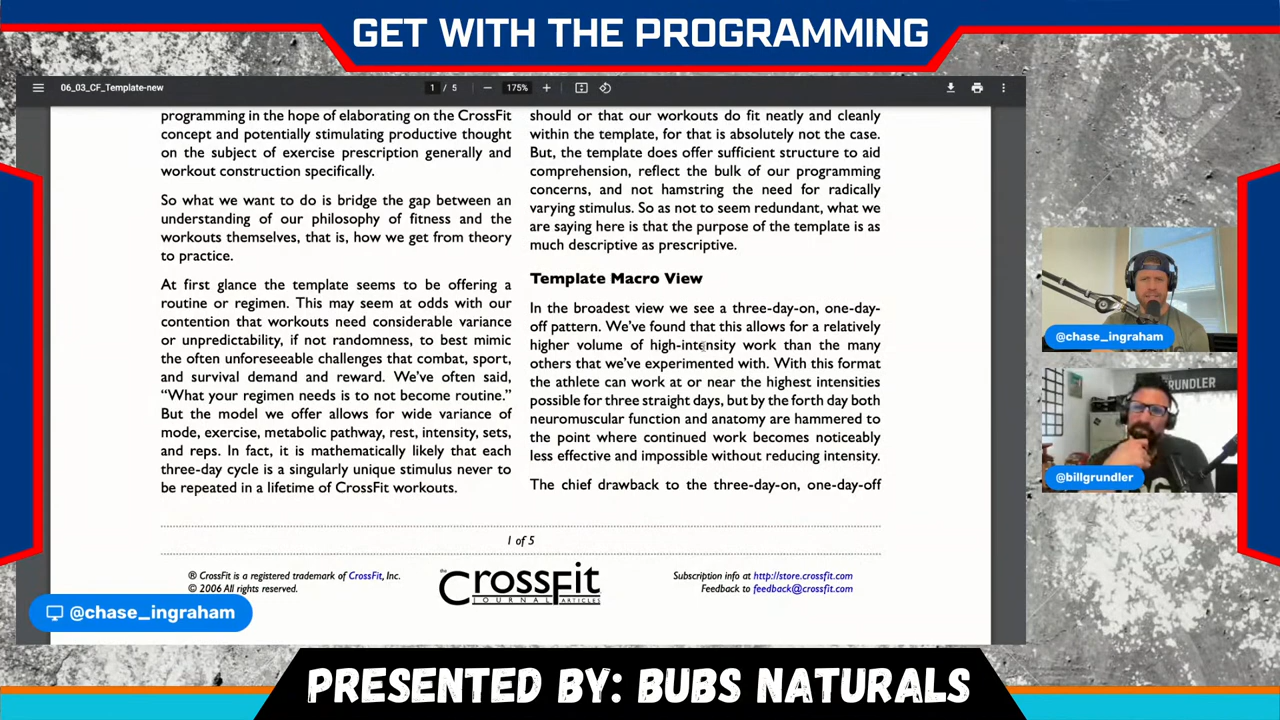 GET WITH THE PROGRAMMING
06_03_CF_Template-new
1 / 5
175%
programming in the hope of elaborating on the CrossFit
concept and potentially stimulating productive thought
on the subject of exercise prescription generally and
workout construction specifically.
So what we want to do is bridge the gap between an
understanding of our philosophy of fitness and the
workouts themselves, that is, how we get from theory
to practice.
At first glance the template seems to be offering a
routine or regimen. This may seem at odds with our
contention that workouts need considerable variance
or unpredictability, if not randomness, to best mimic
the often unforeseeable challenges that combat, sport,
and survival demand and reward. We've often said,
“What your regimen needs is to not become routine.”
But the model we offer allows for wide variance of
mode, exercise, metabolic pathway, rest, intensity, sets,
and reps. In fact, it is mathematically likely that each
three-day cycle is a singularly unique stimulus never to
be repeated in a lifetime of CrossFit workouts.
should or that our workouts do fit neatly and cleanly
within the template, for that is absolutely not the case.
But, the template does offer sufficient structure to aid
comprehension, reflect the bulk of our programming
concerns, and not hamstring the need for radically
varying stimulus. So as not to seem redundant, what we
are saying here is that the purpose of the template is as
much descriptive as prescriptive.
Template Macro View
In the broadest view we see a three-day-on, one-day-
off pattern. We've found that this allows for a relatively
higher volume of high-intensity work than the many
others that we've experimented with. With this format
the athlete can work at or near the highest intensities
possible for three straight days, but by the forth day both
neuromuscular function and anatomy are hammered to
the point where continued work becomes noticeably
less effective and impossible without reducing intensity.
The chief drawback to the three-day-on, one-day-off
1 of 5
® CrossFit is a registered trademark of CrossFit, Inc.
© 2006 All rights reserved.
the CrossFit
JOURNAL ARTICLES
Subscription info at http://store.crossfit.com
Feedback to feedback@crossfit.com
@chase_ingraham
@chase_ingraham
GRUNDLER
@billgrundler
PRESENTED BY: BUBS NATURALS